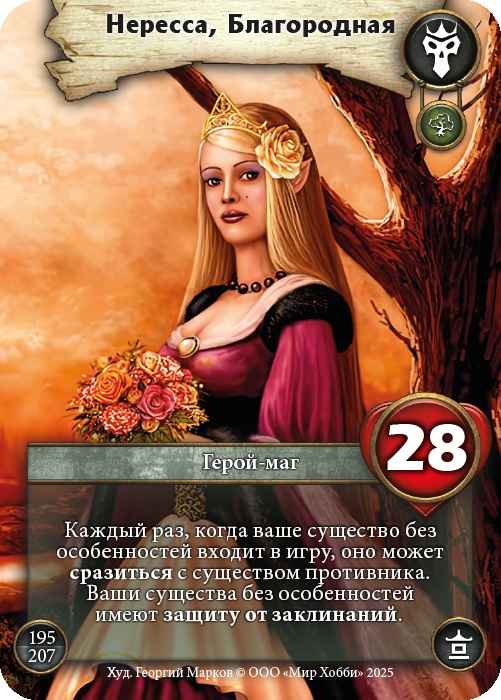 Нересса, Благородная
28
Герой-маг
Каждый раз, когда ваше существо без
особенностей входит в игру, оно может
сразиться с существом противника.
Ваши существа без особенностей
имеют защиту от заклинаний.
195
207
Худ. Георгий Марков © ООО «Мир Хобби» 2025